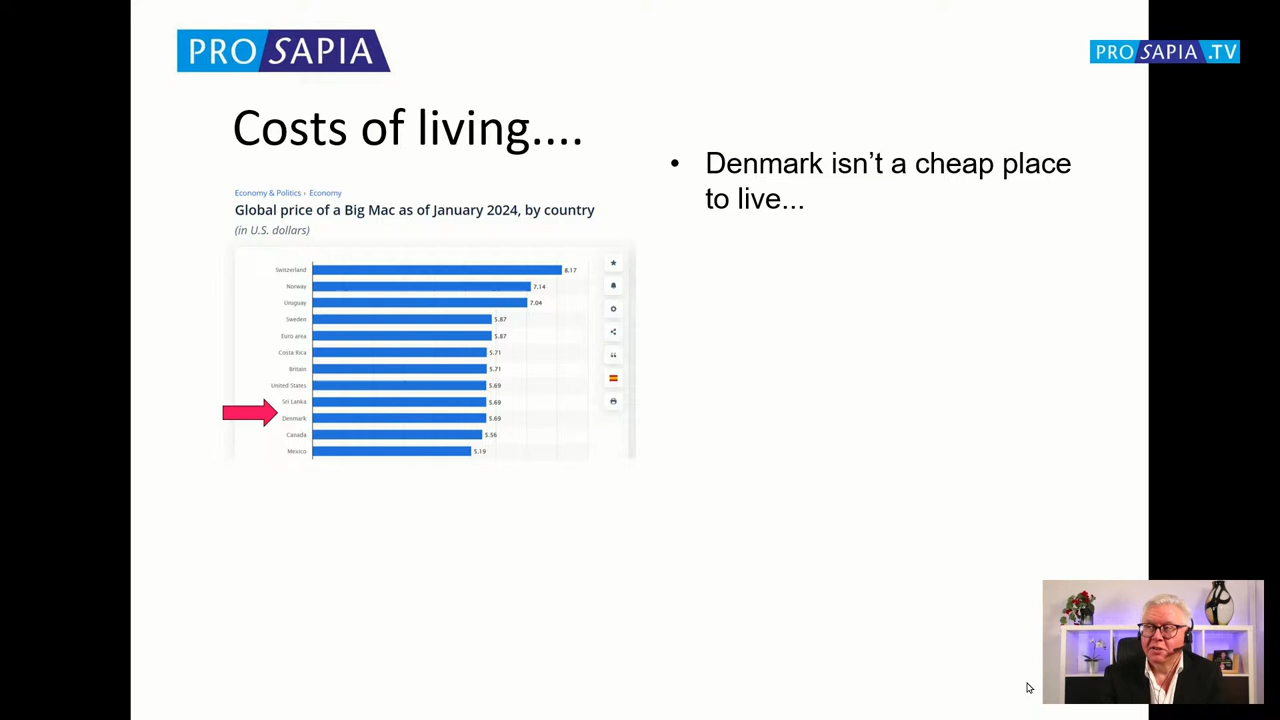 PRO SAPIA
PRO SAPIA .TV
Costs of living....
• Denmark isn’t a cheap place
to live...
Economy & Politics › Economy
Global price of a Big Mac as of January 2024, by country
(in U.S. dollars)
Switzerland 8.17
Norway 7.14
Uruguay 7.04
Sweden 5.87
Euro area 5.87
Costa Rica 5.71
Britain 5.71
United States 5.69
Sri Lanka 5.69
Denmark 5.69
Canada 5.56
Mexico 5.19